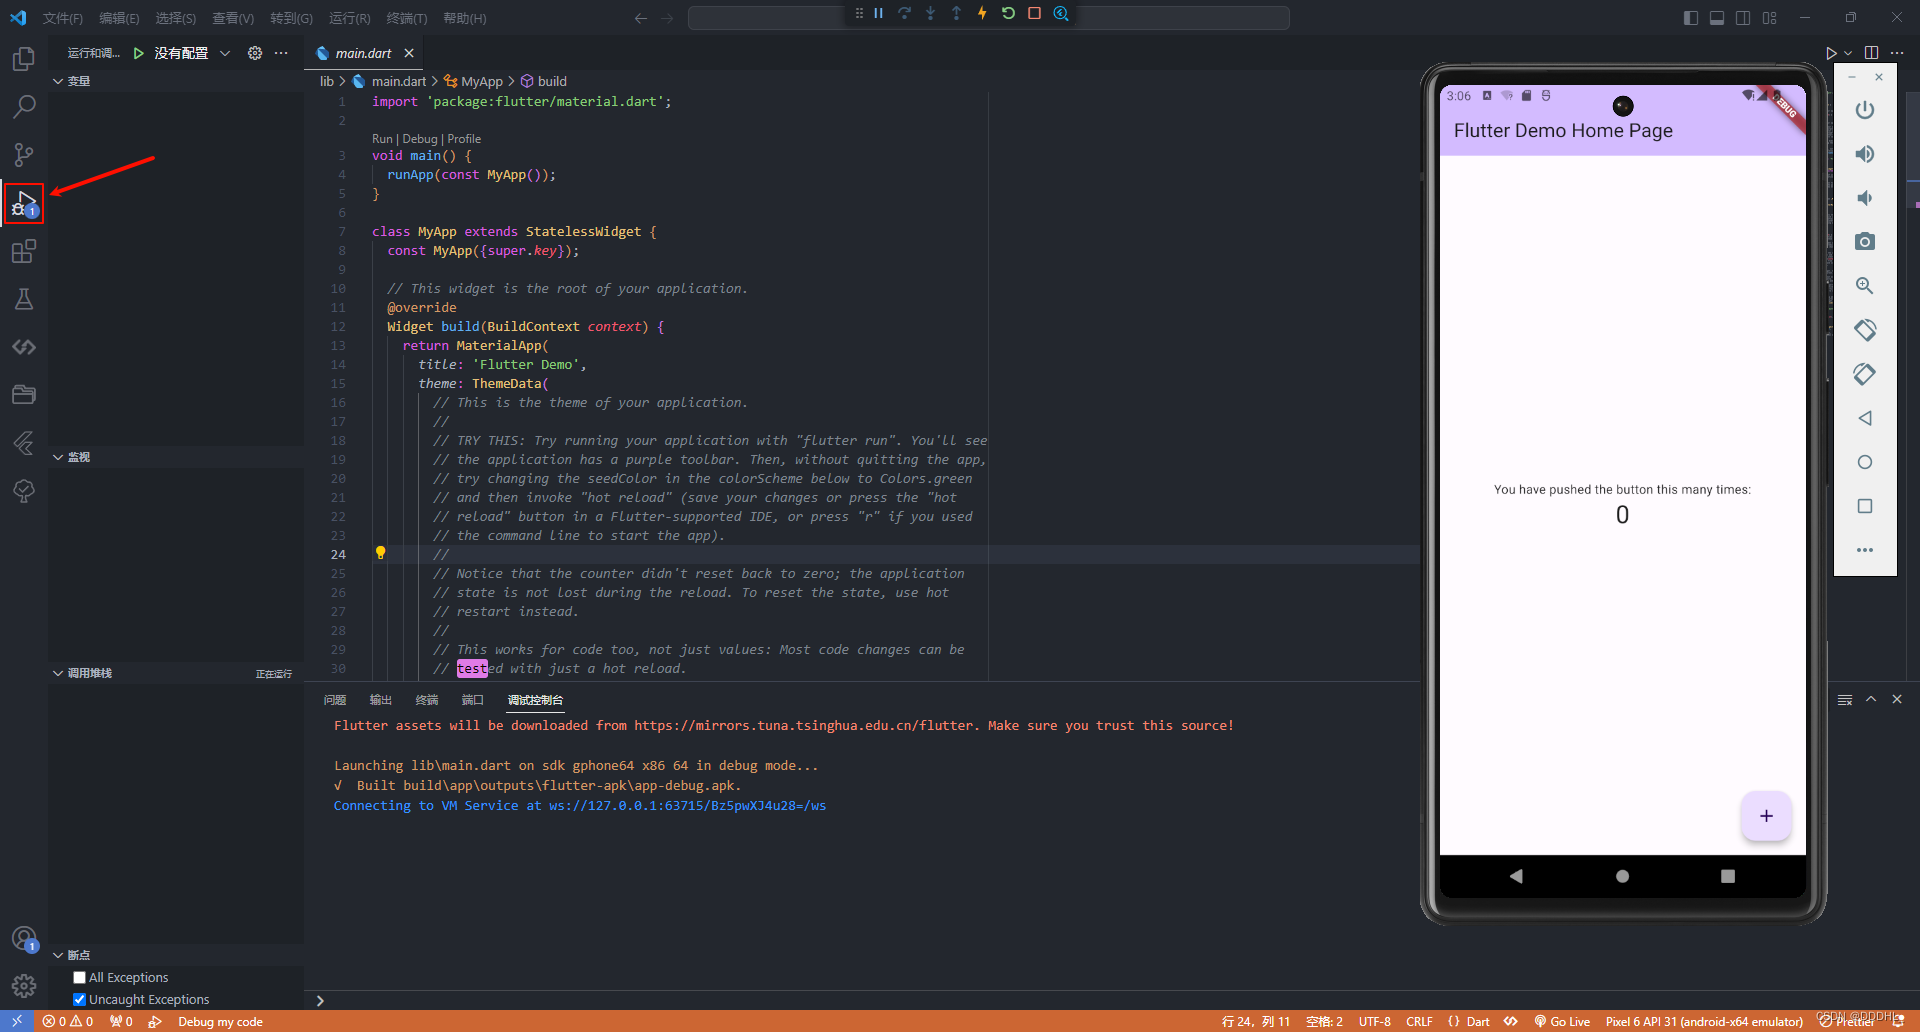 文件(F) 编辑(E) 选择(S) 查看(V) 转到(G) 运行(R) 终端(T) 帮助(H)
运行和调... 没有配置
main.dart
变量
lib > main.dart > MyApp > build
1 import 'package:flutter/material.dart';
2
Run | Debug | Profile
3 void main() {
4 runApp(const MyApp());
5 }
6
7 class MyApp extends StatelessWidget {
8 const MyApp({super.key});
9
10 // This widget is the root of your application.
11 @override
12 Widget build(BuildContext context) {
13 return MaterialApp(
14 title: 'Flutter Demo',
15 theme: ThemeData(
16 // This is the theme of your application.
17 //
18 // TRY THIS: Try running your application with "flutter run". You'll see
19 // the application has a purple toolbar. Then, without quitting the app,
20 // try changing the seedColor in the colorScheme below to Colors.green
21 // and then invoke "hot reload" (save your changes or press the "hot
22 // reload" button in a Flutter-supported IDE, or press "r" if you used
23 // the command line to start the app).
24 //
25 // Notice that the counter didn't reset back to zero; the application
26 // state is not lost during the reload. To reset the state, use hot
27 // restart instead.
28 //
29 // This works for code too, not just values: Most code changes can be
30 // tested with just a hot reload.
1
监视
调用堆栈 正在运行
断点
All Exceptions
Uncaught Exceptions
1
问题 输出 终端 端口 调试控制台
Flutter assets will be downloaded from https://mirrors.tuna.tsinghua.edu.cn/flutter. Make sure you trust this source!
Launching lib\main.dart on sdk gphone64 x86 64 in debug mode...
√ Built build\app\outputs\flutter-apk\app-debug.apk.
Connecting to VM Service at ws://127.0.0.1:63715/Bz5pwXJ4u28=/ws
3:06
Flutter Demo Home Page
You have pushed the button this many times:
0
+
0 0 0 Debug my code 行 24，列 11 空格: 2 UTF-8 CRLF {} Dart Go Live Pixel 6 API 31 (android-x64 emulator) Prettier